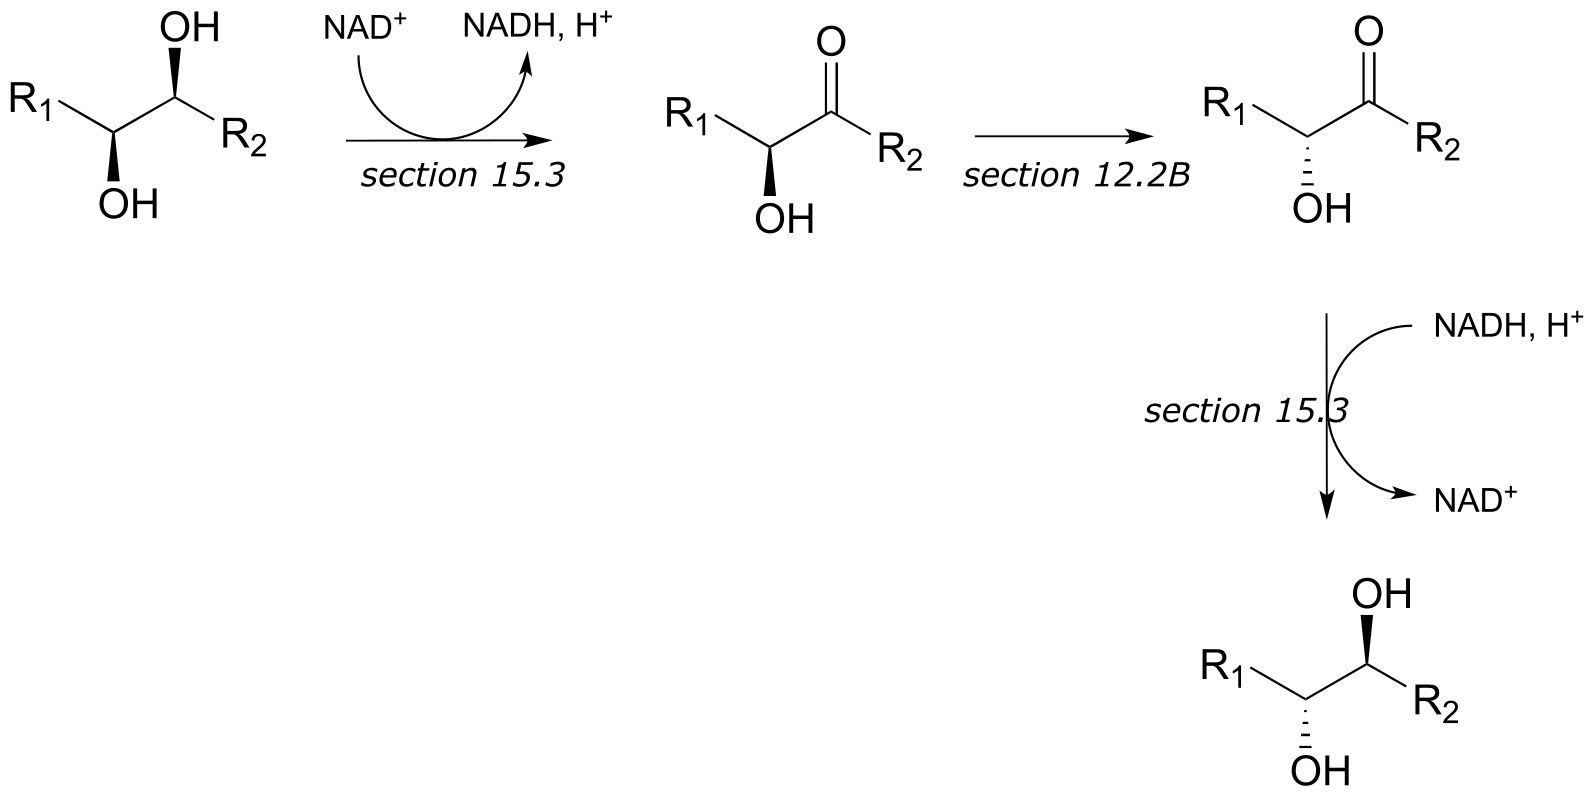 OH
NAD+
NADH, H+
O
O
R1
R2
section 15.3
OH
R1
R2
section 12.2B
OH
R1
R2
OH
NADH, H+
section 15.3
NAD+
OH
R1
R2
OH